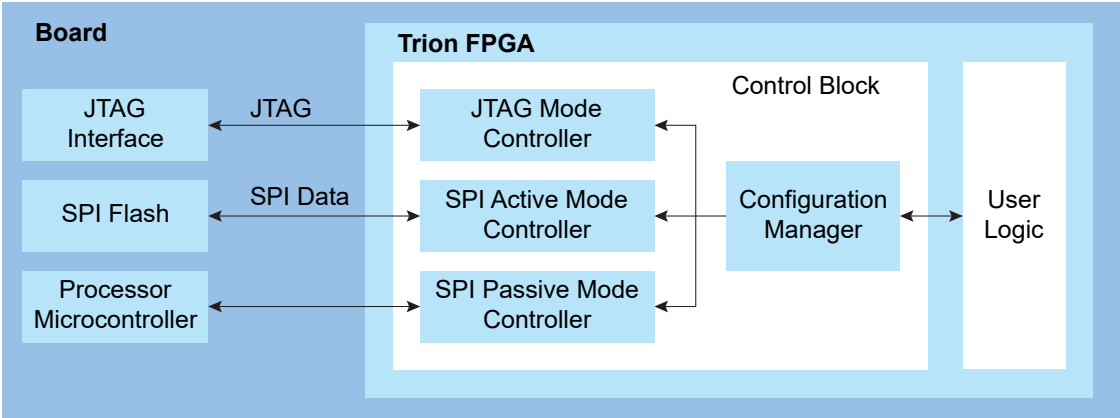 Board
Trion FPGA
Control Block
JTAG
Interface
JTAG
JTAG Mode
Controller
SPI Flash
SPI Data
SPI Active Mode
Controller
Configuration
Manager
User
Logic
Processor
Microcontroller
SPI Passive Mode
Controller